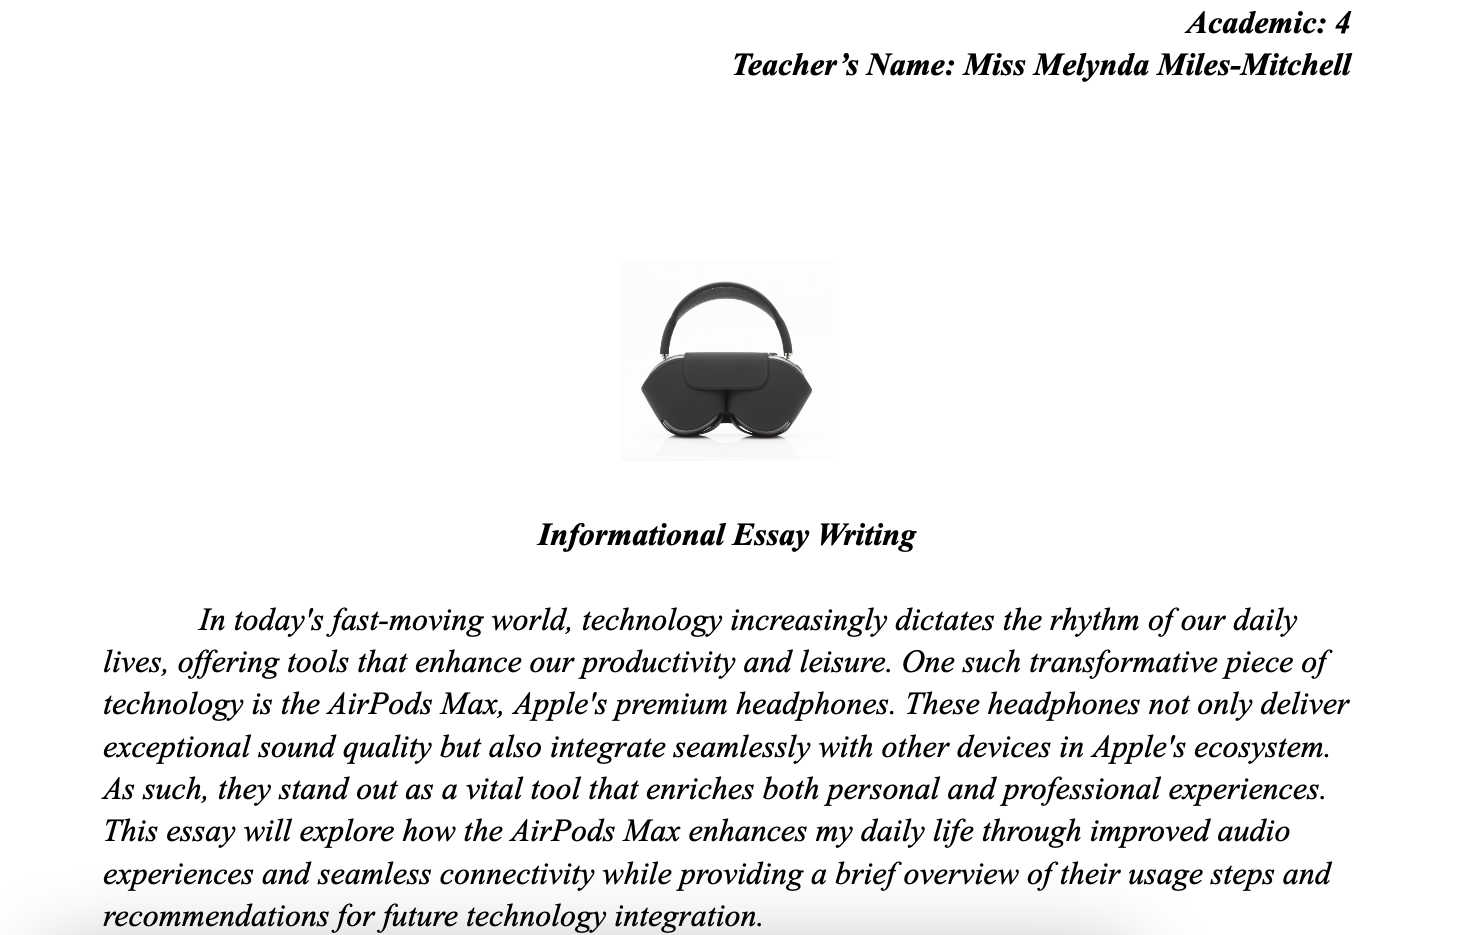 Academic: 4
Teacher’s Name: Miss Melynda Miles-Mitchell
Informational Essay Writing
In today's fast-moving world, technology increasingly dictates the rhythm of our daily
lives, offering tools that enhance our productivity and leisure. One such transformative piece of
technology is the AirPods Max, Apple's premium headphones. These headphones not only deliver
exceptional sound quality but also integrate seamlessly with other devices in Apple's ecosystem.
As such, they stand out as a vital tool that enriches both personal and professional experiences.
This essay will explore how the AirPods Max enhances my daily life through improved audio
experiences and seamless connectivity while providing a brief overview of their usage steps and
recommendations for future technology integration.